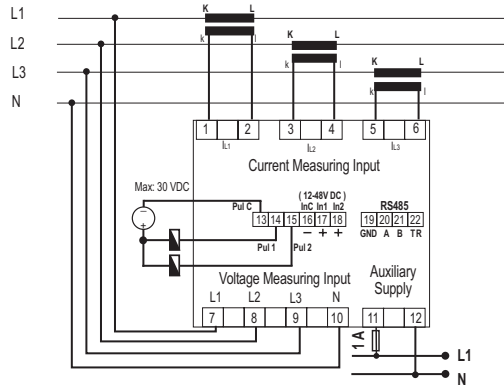 L1
K L
L2
K L
L3
K L
N
k l
k l
k l
1 2 3 4 5 6
IL1 IL2 IL3
Current Measuring Input
Max: 30 VDC
( 12-48V DC )
Pul C InC In1 In2 RS485
13 14 15 16 17 18 19 20 21 22
− + + GND A B TR
Pul 1 Pul 2
− +
Voltage Measuring Input
Auxiliary
Supply
L1 L2 L3 N
7 8 9 10 11 12
1 A
L1
N